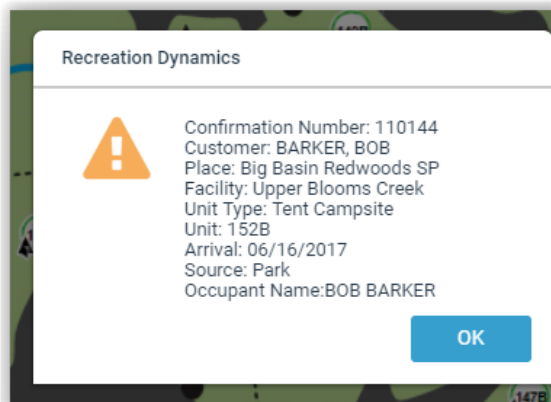 Recreation Dynamics
Confirmation Number: 110144
Customer: BARKER, BOB
Place: Big Basin Redwoods SP
Facility: Upper Blooms Creek
Unit Type: Tent Campsite
Unit: 152B
Arrival: 06/16/2017
Source: Park
Occupant Name:BOB BARKER
OK
147B